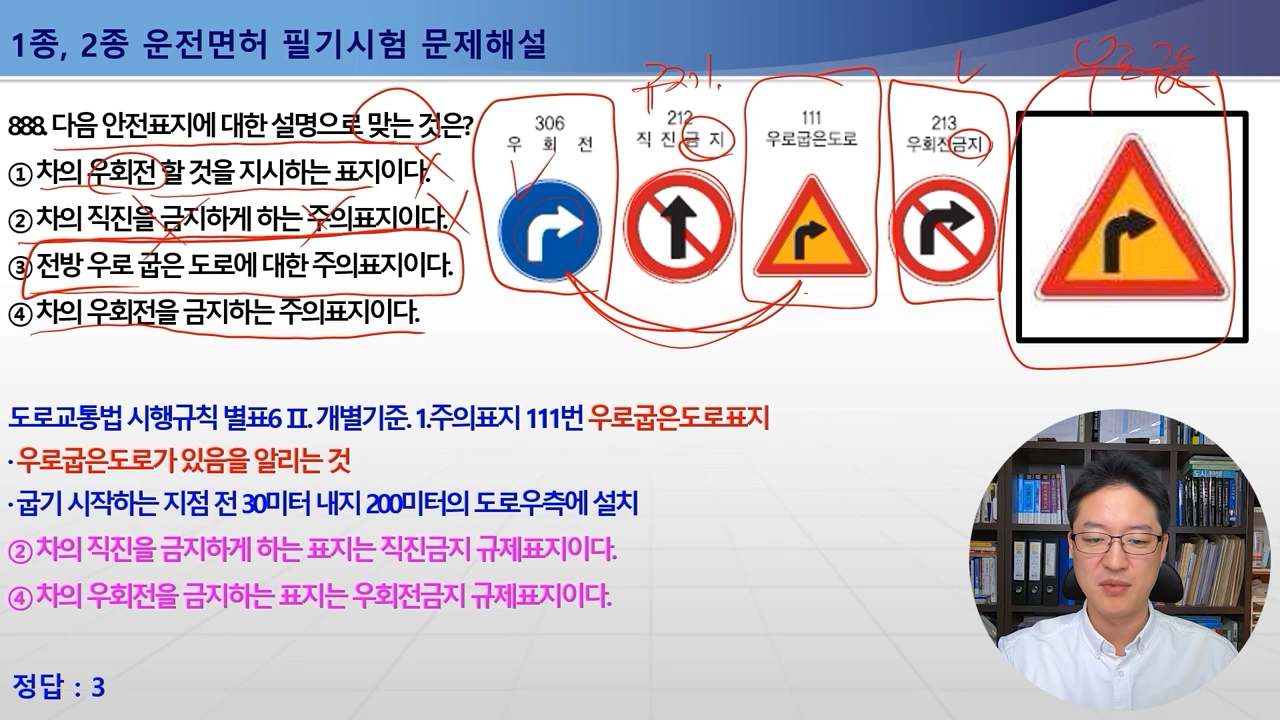 1종, 2종 운전면허 필기시험 문제해설
우로굽은
규제
888. 다음 안전표지에 대한 설명으로 맞는 것은?
① 차의 우회전 할 것을 지시하는 표지이다.
② 차의 직진을 금지하게 하는 주의표지이다.
③ 전방 우로 굽은 도로에 대한 주의표지이다.
④ 차의 우회전을 금지하는 주의표지이다.
306
우 회 전
212
직 진 금 지
111
우로굽은도로
213
우회전금지
도로교통법 시행규칙 별표6 Ⅱ. 개별기준. 1.주의표지 111번 우로굽은도로표지
·우로굽은도로가 있음을 알리는 것
·굽기 시작하는 지점 전 30미터 내지 200미터의 도로우측에 설치
② 차의 직진을 금지하게 하는 표지는 직진금지 규제표지이다.
④ 차의 우회전을 금지하는 표지는 우회전금지 규제표지이다.
정답 : 3